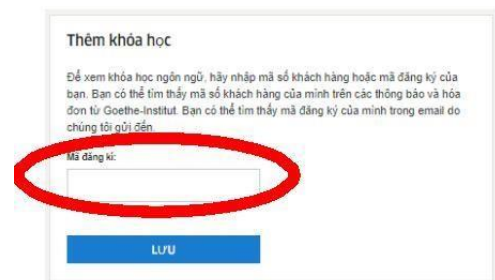 Thêm khóa học
Để xem khóa học ngôn ngữ, hãy nhập mã số khách hàng hoặc mã đăng ký của
bạn. Bạn có thể tìm thấy mã số khách hàng của mình trên các thông báo và hóa
đơn từ Goethe-Institut. Bạn có thể tìm thấy mã đăng ký của mình trong email do
chúng tôi gửi đến.
Mã đăng kí:
LƯU